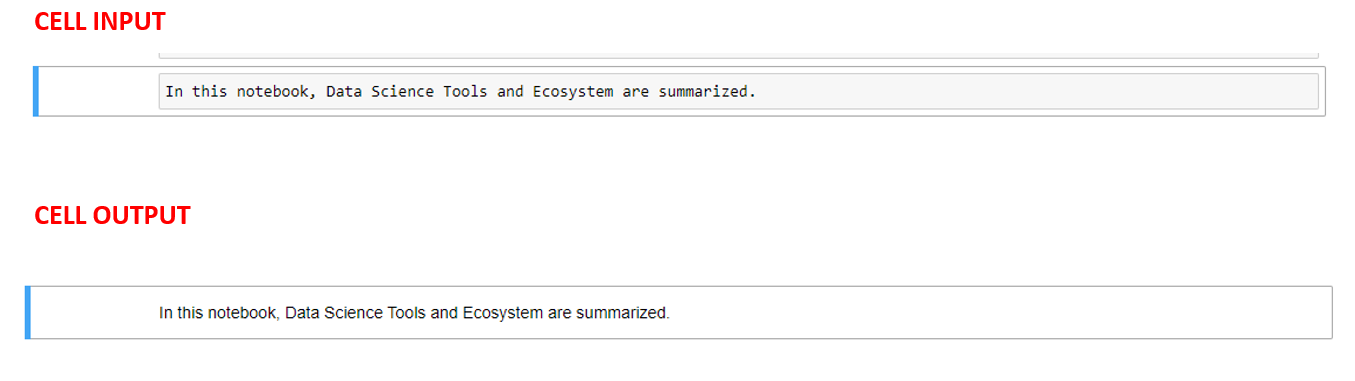 CELL INPUT
In this notebook, Data Science Tools and Ecosystem are summarized.
CELL OUTPUT
In this notebook, Data Science Tools and Ecosystem are summarized.